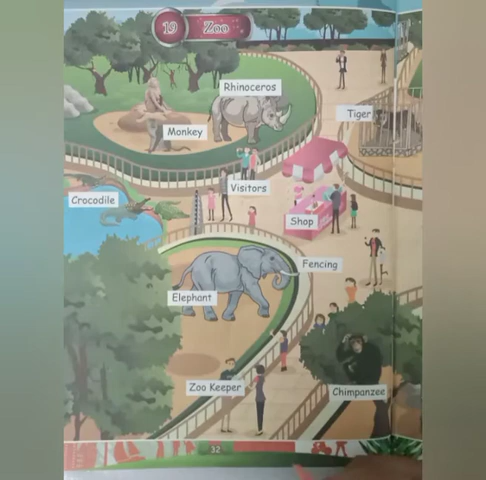 19 Zoo
Rhinoceros
Tiger
Monkey
Visitors
Crocodile
Shop
Fencing
Elephant
Zoo Keeper
Chimpanzee
32